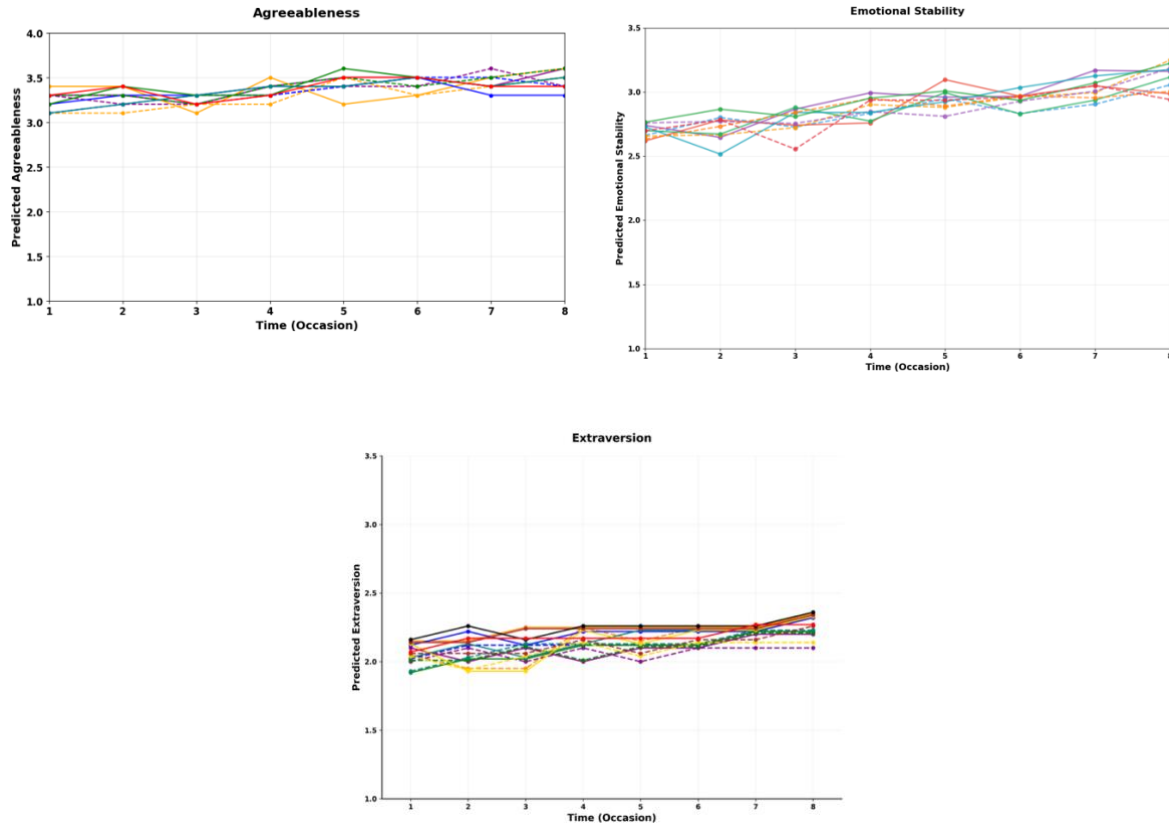 Agreeableness
4.0
3.5
3.0
2.5
2.0
1.5
1.0
Predicted Agreeableness
1 2 3 4 5 6 7 8
Time (Occasion)
Emotional Stability
3.5
3.0
2.5
2.0
1.5
1.0
Predicted Emotional Stability
1 2 3 4 5 6 7 8
Time (Occasion)
Extraversion
3.5
3.0
2.5
2.0
1.5
1.0
Predicted Extraversion
1 2 3 4 5 6 7 8
Time (Occasion)